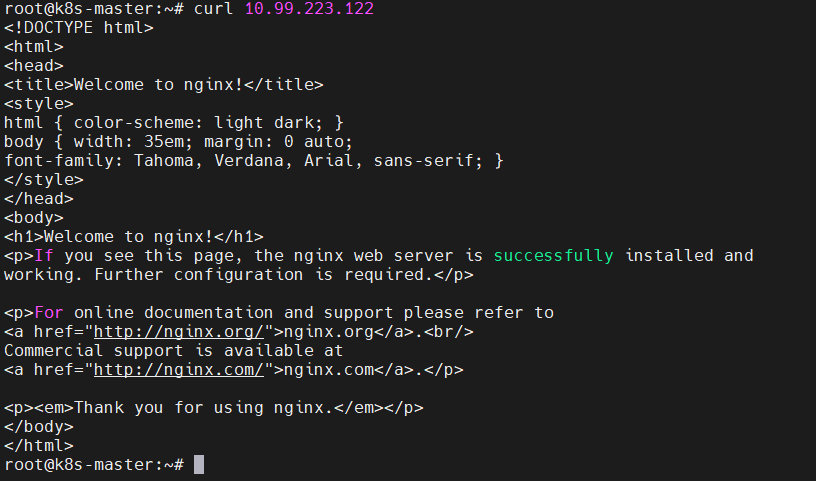 root@k8s-master:~# curl 10.99.223.122
<!DOCTYPE html>
<html>
<head>
<title>Welcome to nginx!</title>
<style>
html { color-scheme: light dark; }
body { width: 35em; margin: 0 auto;
font-family: Tahoma, Verdana, Arial, sans-serif; }
</style>
</head>
<body>
<h1>Welcome to nginx!</h1>
<p>If you see this page, the nginx web server is successfully installed and
working. Further configuration is required.</p>

<p>For online documentation and support please refer to
<a href="http://nginx.org/">nginx.org</a>.<br/>
Commercial support is available at
<a href="http://nginx.com/">nginx.com</a>.</p>

<p><em>Thank you for using nginx.</em></p>
</body>
</html>
root@k8s-master:~#